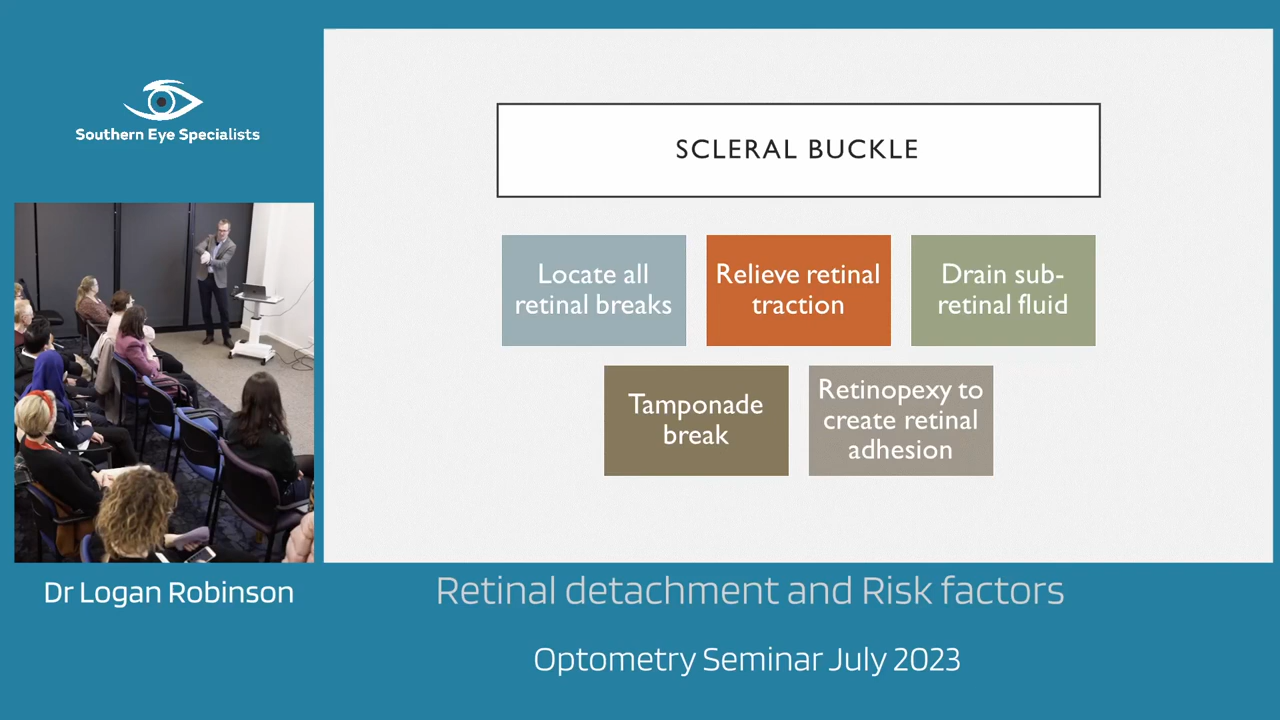 Southern Eye Specialists
SCLERAL BUCKLE
Locate all
retinal breaks
Relieve retinal
traction
Drain sub-
retinal fluid
Tamponade
break
Retinopexy to
create retinal
adhesion
Dr Logan Robinson
Retinal detachment and Risk factors
Optometry Seminar July 2023